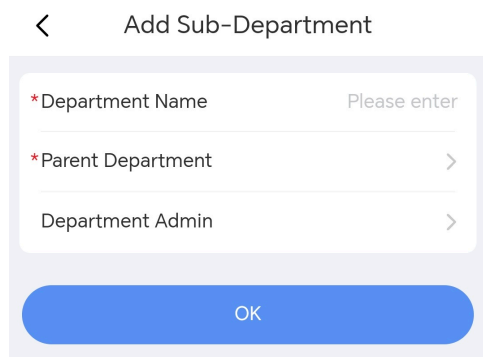 Add Sub-Department
*Department Name Please enter
*Parent Department
Department Admin
OK